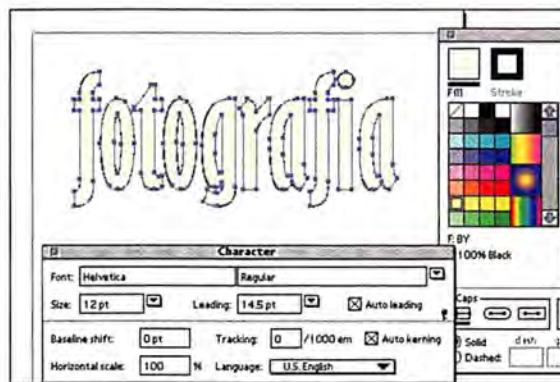 fotografia
Fill
Stroke
F: BY
100% Black
Caps
Solid
Dashed:
dash
Character
Font: Helvetica Regular
Size: 12 pt Leading: 14.5 pt Auto leading
Baseline shift: 0 pt Tracking: 0 /1000 em Auto kerning
Horizontal scale: 100 % Language: U.S. English